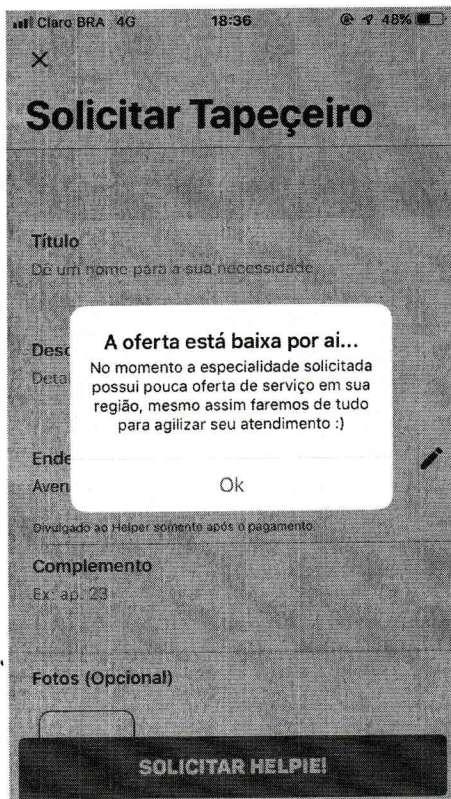 Claro BRA 4G 18:36 48%
Solicitar Tapeçeiro
Título
Dê um nome para a sua necessidade
A oferta está baixa por ai...
No momento a especialidade solicitada
possui pouca oferta de serviço em sua
região, mesmo assim faremos de tudo
para agilizar seu atendimento :)
Ok
Desc
Detal
Ende
Aven
Divulgado ao Helper somente após o pagamento
Complemento
Ex: ap. 23
Fotos (Opcional)
SOLICITAR HELPIE!